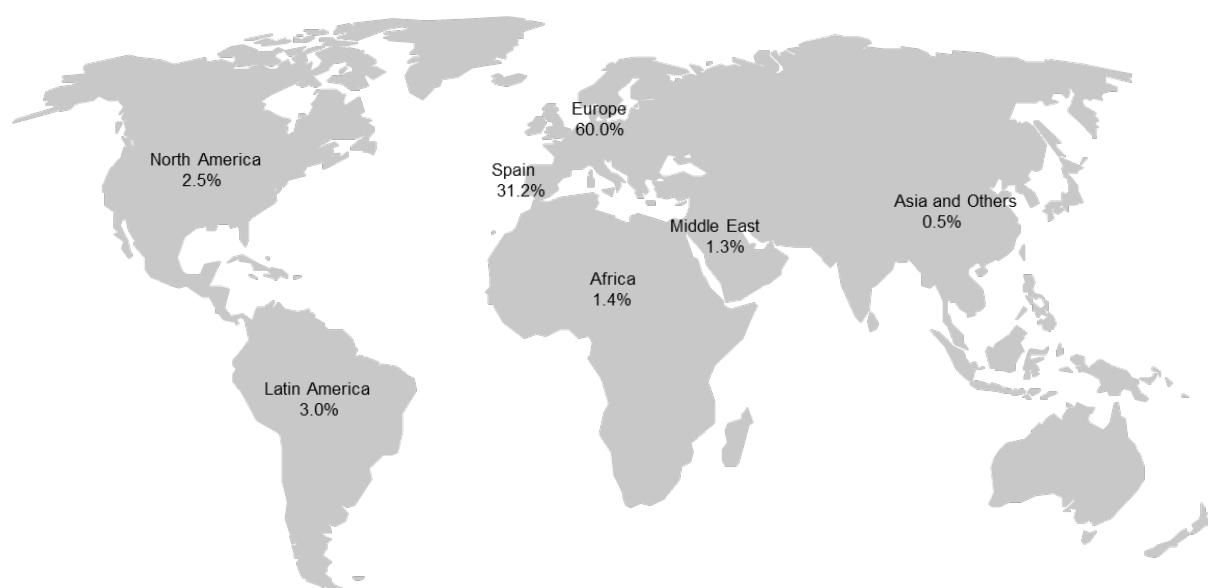 Europe
60.0%
North America
2.5%
Spain
31.2%
Asia and Others
0.5%
Middle East
1.3%
Africa
1.4%
Latin America
3.0%